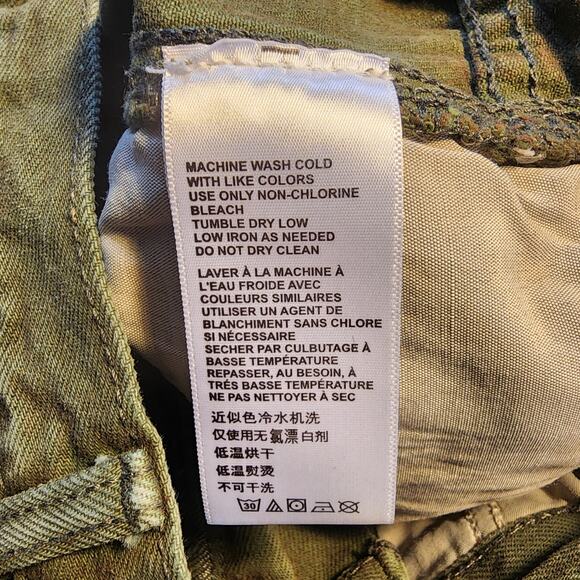 MACHINE WASH COLD
WITH LIKE COLORS
USE ONLY NON-CHLORINE
BLEACH
TUMBLE DRY LOW
LOW IRON AS NEEDED
DO NOT DRY CLEAN
LAVER À LA MACHINE À
L'EAU FROIDE AVEC
COULEURS SIMILAIRES
UTILISER UN AGENT DE
BLANCHIMENT SANS CHLORE
SI NÉCESSAIRE
SECHER PAR CULBUTAGE À
BASSE TEMPÉRATURE
REPASSER, AU BESOIN, À
TRÉS BASSE TEMPÉRATURE
NE PAS NETTOYER À SEC
近似色冷水机洗
仅使用无氯漂白剂
低温烘干
低温熨烫
不可干洗
30